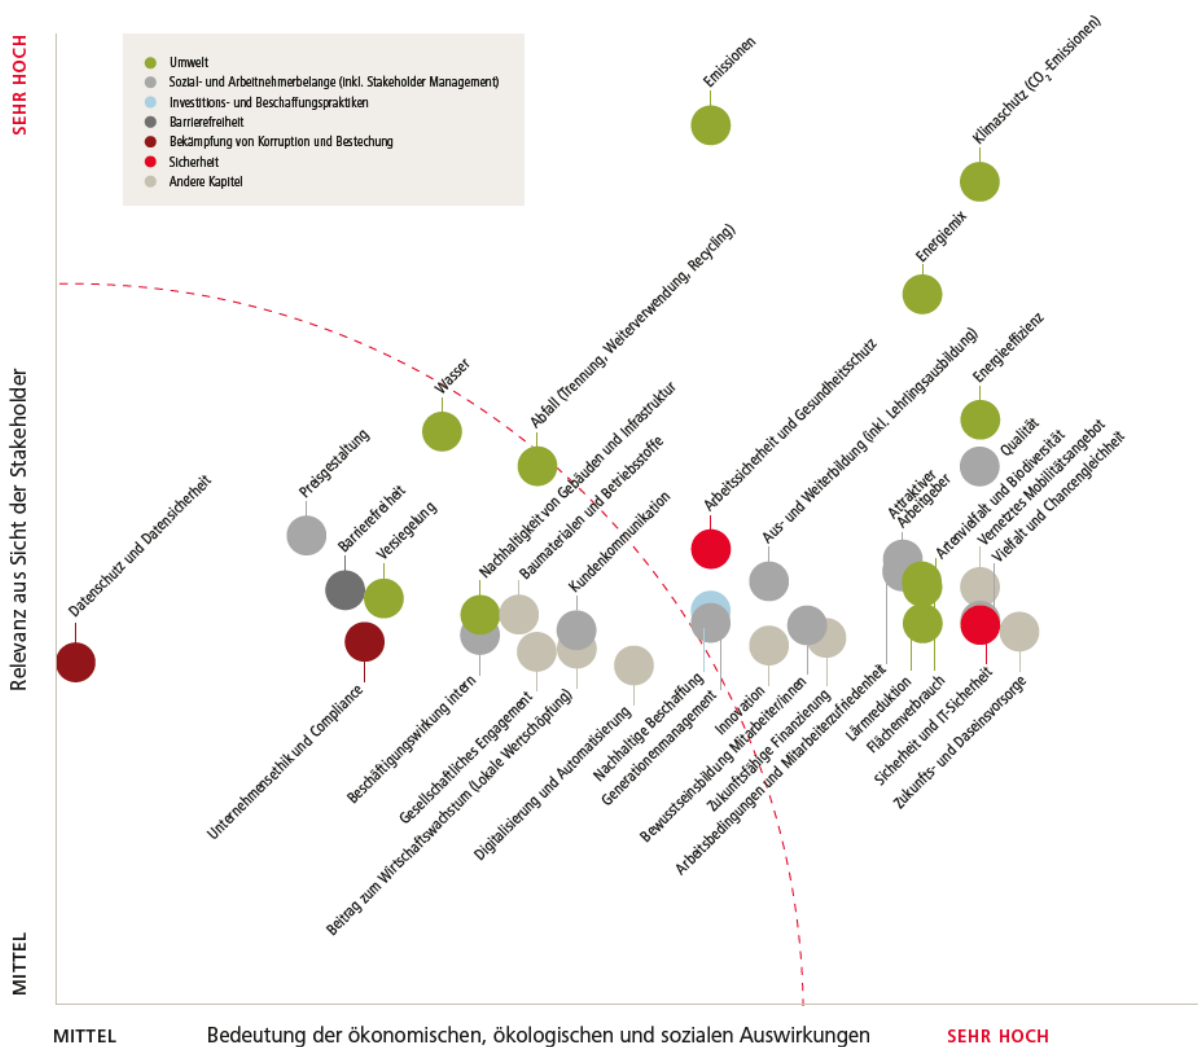 SEHR HOCH
Relevanz aus Sicht der Stakeholder
MITTEL
Umwelt
Sozial- und Arbeitnehmerbelange (inkl. Stakeholder Management)
Investitions- und Beschaffungspraktiken
Barrierefreiheit
Bekämpfung von Korruption und Bestechung
Sicherheit
Andere Kapitel
Emissionen
Klimaschutz (CO₂-Emissionen)
Energiemix
Abfall (Trennung, Weiterverwendung, Recycling)
Energieeffizienz
Wasser
Arbeitssicherheit und Gesundheitsschutz
Aus- und Weiterbildung (inkl. Lehrlingsausbildung)
Nachhaltigkeit von Gebäuden und Infrastruktur
Baumaterialen und Betriebsstoffe
Qualität
Attraktiver
Arbeitgeber
Artenvielfalt und Biodiversität
Vernetztes Mobilitätsangebot
Vielfalt und Chancengleichheit
Preisgestaltung
Barrierefreiheit
Versiegelung
Datenschutz und Datensicherheit
Kundenkommunikation
Unternehmensethik und Compliance
Beschäftigungswirkung intern
Gesellschaftliches Engagement
Beitrag zum Wirtschaftswachstum (Lokale Wertschöpfung)
Digitalisierung und Automatisierung
Nachhaltige Beschaffung
Generationenmanagement
Innovation
Bewusstseinsbildung Mitarbeiter/innen
Zukunftsfähige Finanzierung
Arbeitsbedingungen und Mitarbeiterzufriedenheit
Lärmreduktion
Flächenverbrauch
Sicherheit und IT-Sicherheit
Zukunfts- und Daseinsvorsorge
MITTEL
Bedeutung der ökonomischen, ökologischen und sozialen Auswirkungen
SEHR HOCH